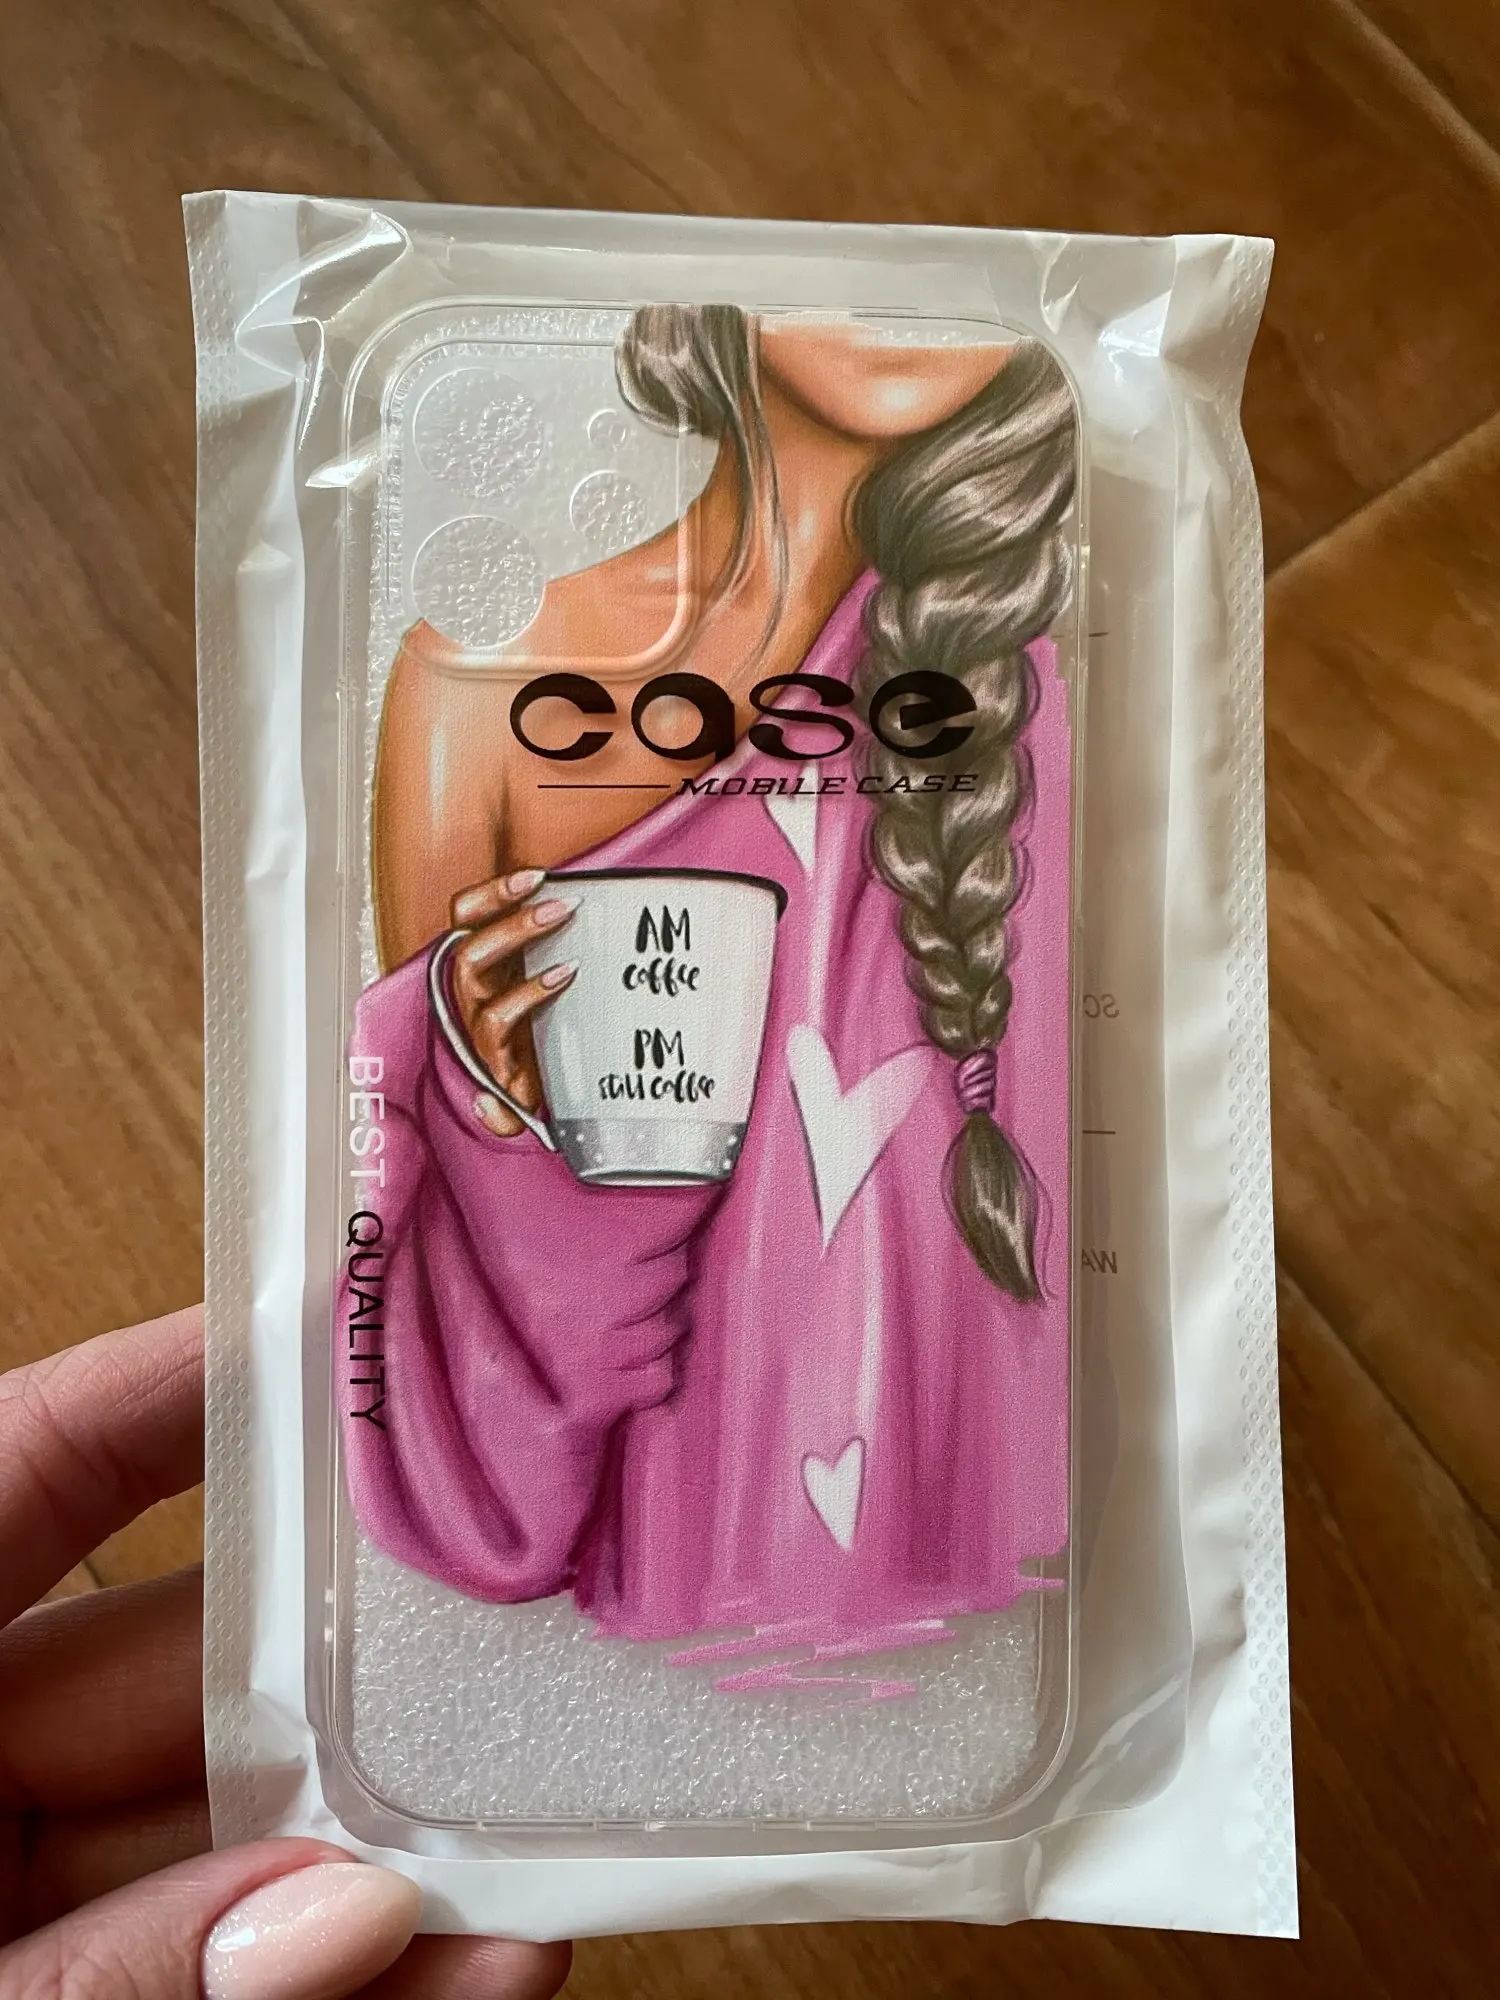 case
MOBILE CASE
AM
coffee
PM
still coffee
BEST QUALITY